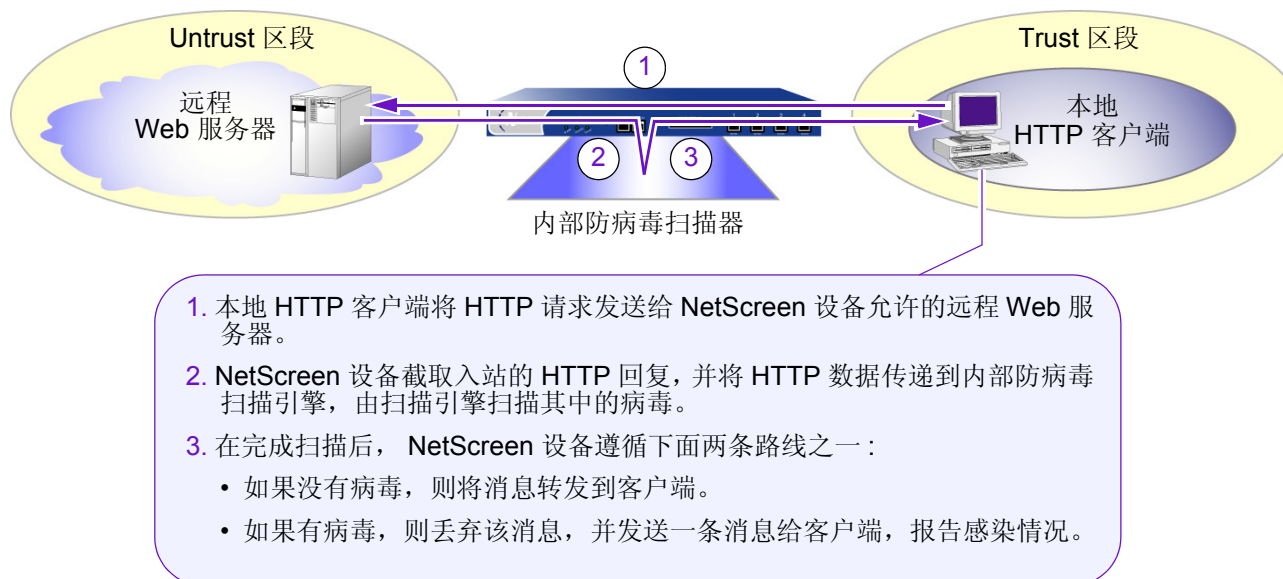 Untrust 区段
Trust 区段
1
远程
Web 服务器
本地
HTTP 客户端
2
3
内部防病毒扫描器
1. 本地 HTTP 客户端将 HTTP 请求发送给 NetScreen 设备允许的远程 Web 服
务器。
2. NetScreen 设备截取入站的 HTTP 回复，并将 HTTP 数据传递到内部防病毒
扫描引擎，由扫描引擎扫描其中的病毒。
3. 在完成扫描后， NetScreen 设备遵循下面两条路线之一 :
• 如果没有病毒，则将消息转发到客户端。
• 如果有病毒，则丢弃该消息，并发送一条消息给客户端，报告感染情况。